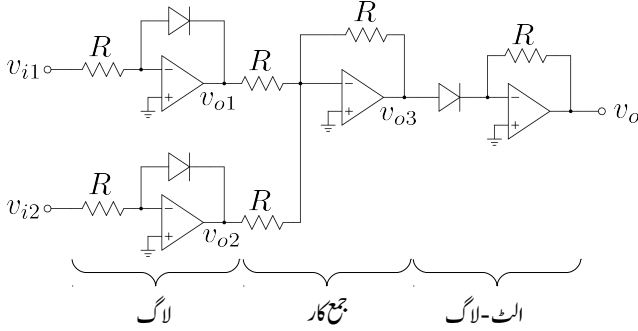 R
R
R
R
v_{i1}
v_{o1}
v_{o3}
v_o
R
R
v_{i2}
v_{o2}
لاگ
جمع کار
الٹ-لاگ